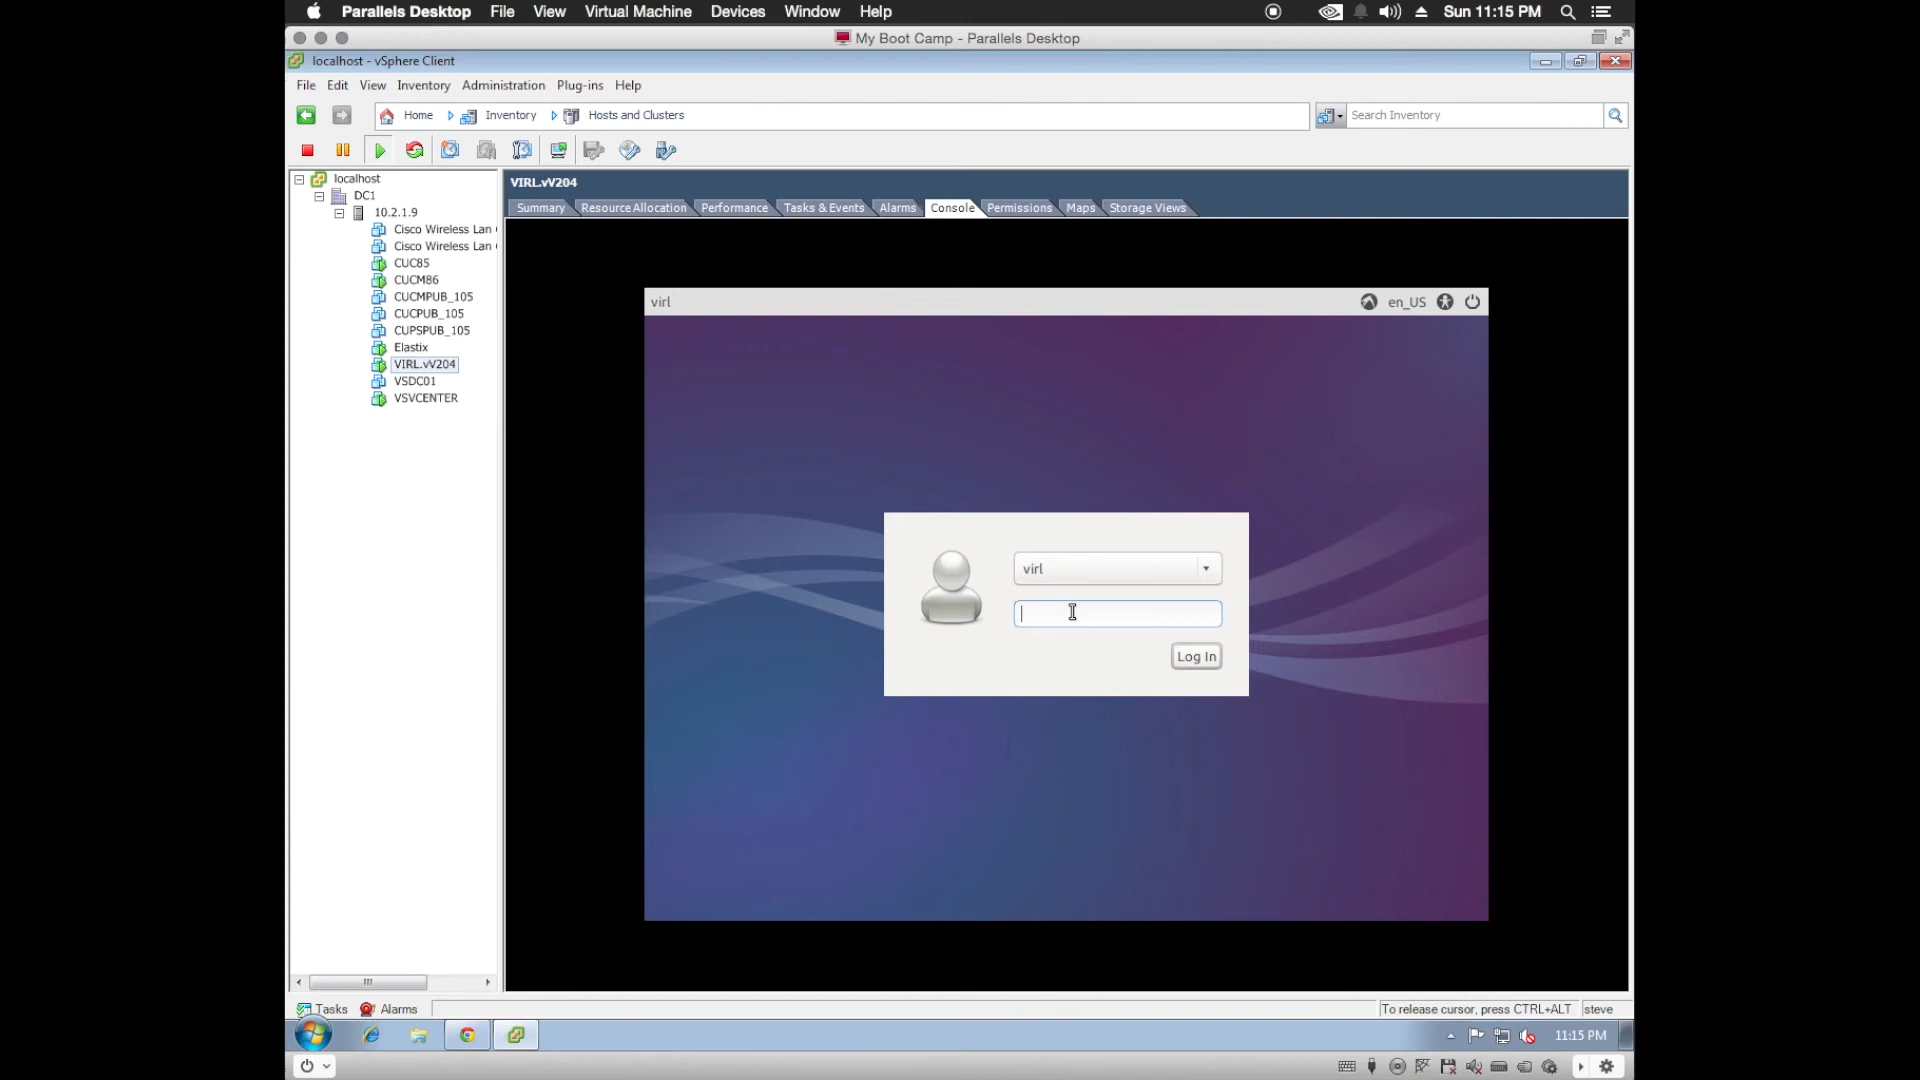 Parallels Desktop File View Virtual Machine Devices Window Help Sun 11:15 PM
My Boot Camp - Parallels Desktop
localhost - vSphere Client
File Edit View Inventory Administration Plug-ins Help
Home Inventory Hosts and Clusters Search Inventory
localhost
DC1
10.2.1.9
Cisco Wireless Lan
Cisco Wireless Lan
CUC85
CUCM86
CUCMPUB_105
CUCPUB_105
CUPSPUB_105
Elastix
VIRL.vV204
VSDC01
VSVCENTER
VIRL.vV204
Summary Resource Allocation Performance Tasks & Events Alarms Console Permissions Maps Storage Views
virl en_US
virl
Log In
Tasks Alarms To release cursor, press CTRL+ALT steve
11:15 PM